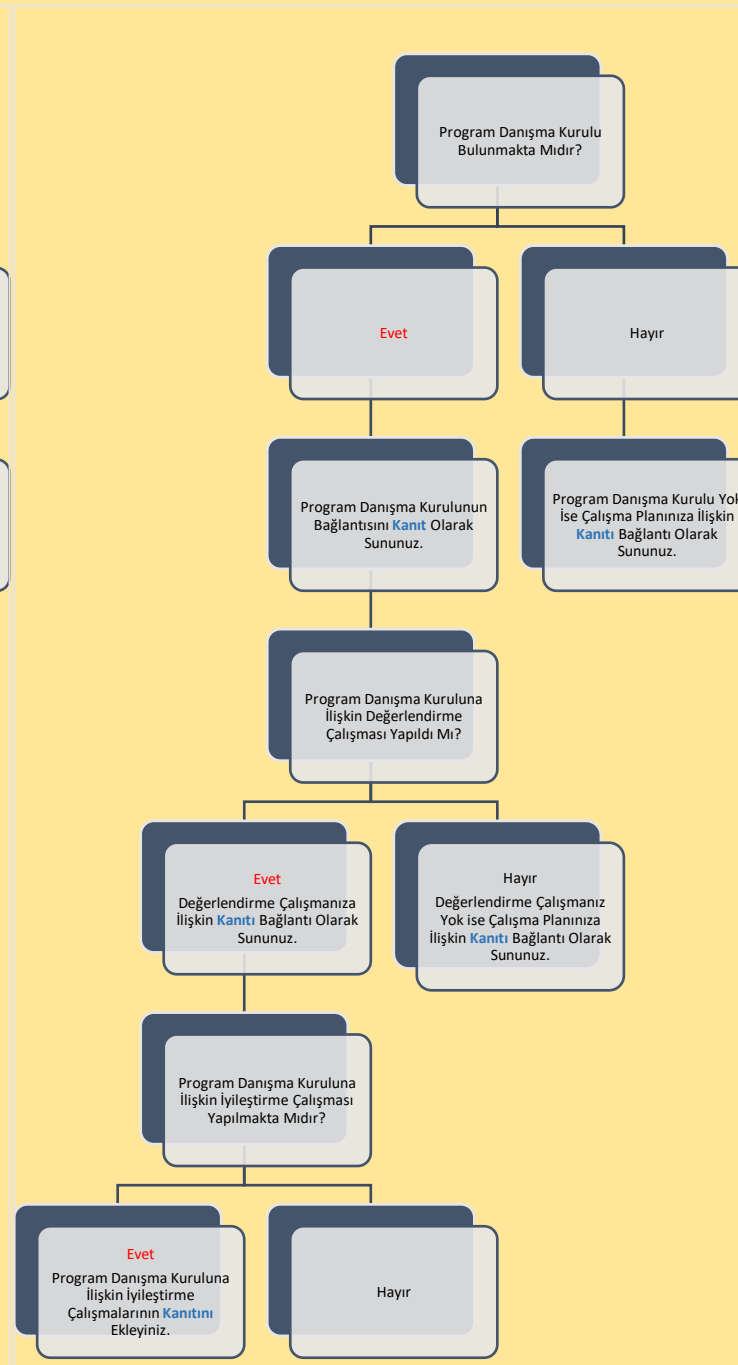 Program Danışma Kurulu
Bulunmakta Mıdır?
Evet
Hayır
Program Danışma Kurulunun
Bağlantısını Kanıt Olarak
Sununuz.
Program Danışma Kurulu Yok
İse Çalışma Planınıza İlişkin
Kanıtı Bağlantı Olarak
Sununuz.
Program Danışma Kuruluna
İlişkin Değerlendirme
Çalışması Yapıldı Mı?
Evet
Değerlendirme Çalışmanıza
İlişkin Kanıtı Bağlantı Olarak
Sununuz.
Hayır
Değerlendirme Çalışmanız
Yok ise Çalışma Planınıza
İlişkin Kanıtı Bağlantı Olarak
Sununuz.
Program Danışma Kuruluna
İlişkin İyileştirme Çalışması
Yapılmakta Mıdır?
Evet
Program Danışma Kuruluna
İlişkin İyileştirme
Çalışmalarının Kanıtını
Ekleyiniz.
Hayır